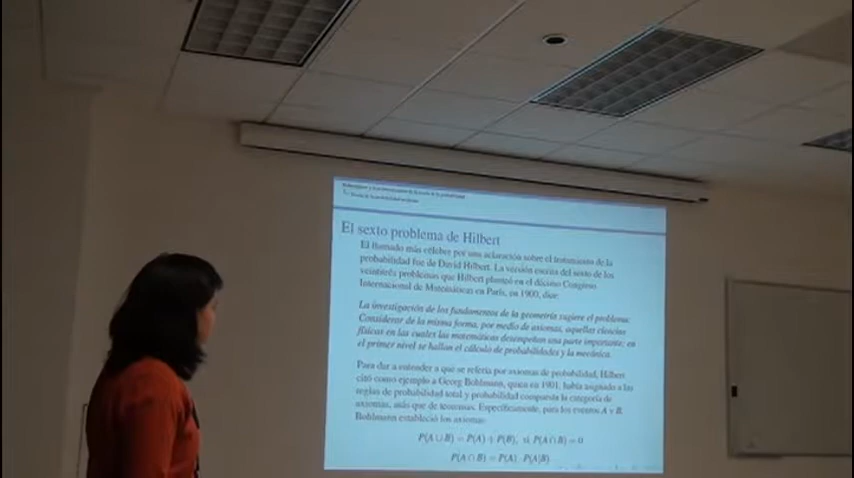 El sexto problema de Hilbert
El llamado más célebre por una aclaración sobre el tratamiento de la
probabilidad fue de David Hilbert. La versión escrita del sexto de los
veintitrés problemas que Hilbert planteó en el décimo Congreso
Internacional de Matemáticas en París, en 1900, dice:
La investigación de los fundamentos de la geometría sugiere el problema:
Considerar de la misma forma, por medio de axiomas, aquellas ciencias
físicas en las cuales las matemáticas desempeñan una parte importante; en
el primer nivel se hallan el cálculo de probabilidades y la mecánica.
Para dar a entender a qué se refería por axiomas de probabilidad, Hilbert
citó como ejemplo a Georg Bohlmann, quien en 1901, había asignado a las
reglas de probabilidad total y probabilidad compuesta la categoría de
axiomas, más que de teoremas. Específicamente, para los eventos A y B,
Bohlmann estableció los axiomas:
P(A ∪ B) = P(A) + P(B), si P(A ∩ B) = 0
P(A ∩ B) = P(A) · P(A|B)